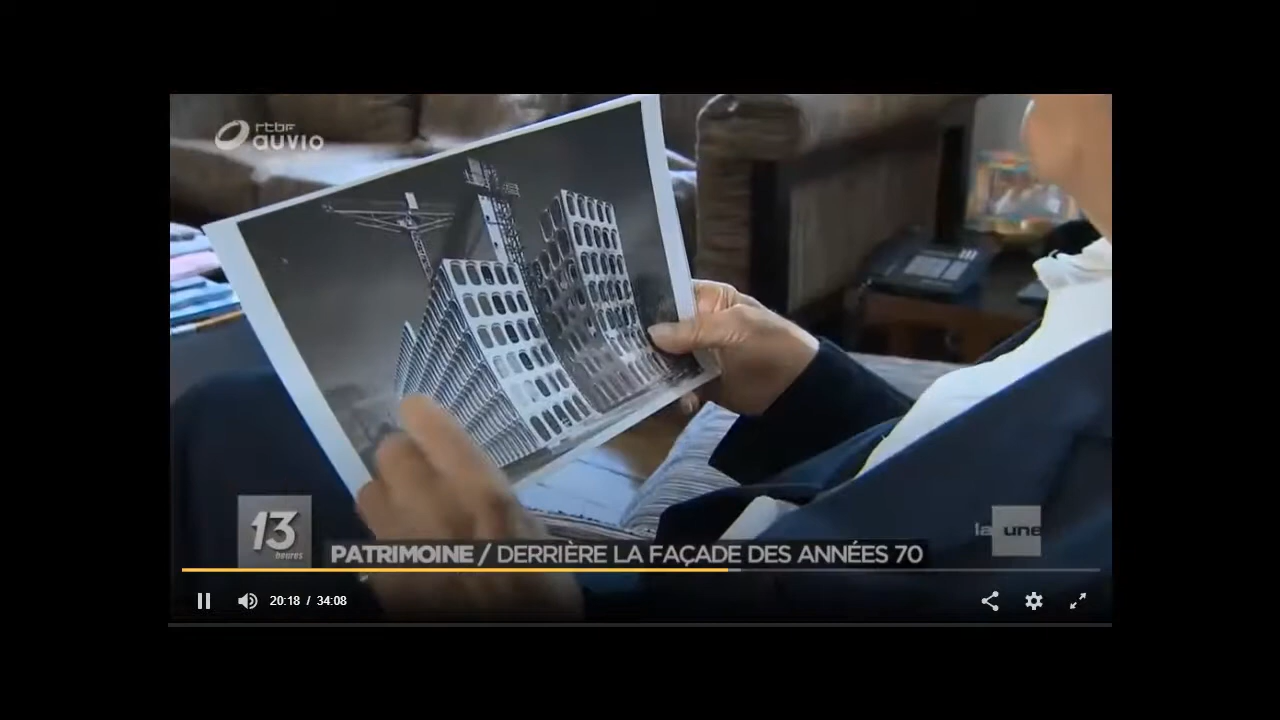 rtbf
auvio
13
heures
la une
PATRIMOINE / DERRIÈRE LA FAÇADE DES ANNÉES 70
20:18 / 34:08